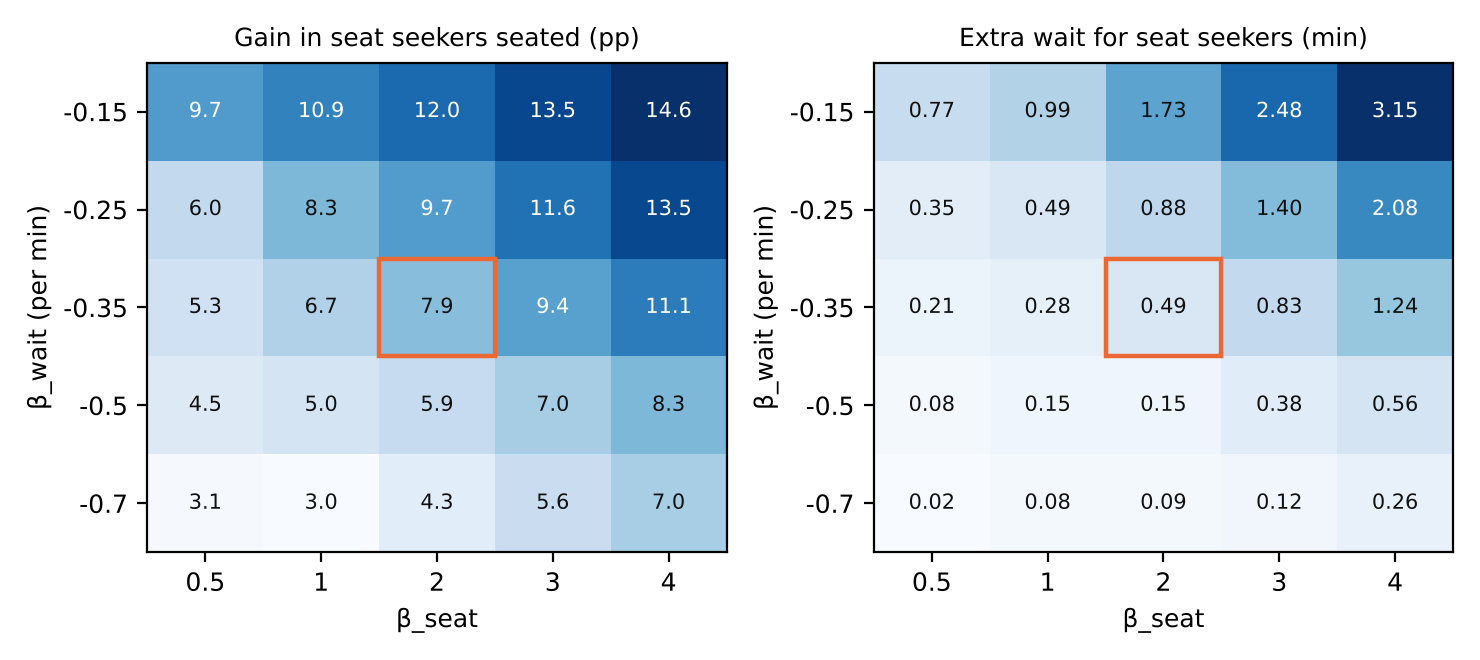 Gain in seat seekers seated (pp)
β_wait (per min)
-0.15 9.7 10.9 12.0 13.5 14.6
-0.25 6.0 8.3 9.7 11.6 13.5
-0.35 5.3 6.7 7.9 9.4 11.1
-0.5 4.5 5.0 5.9 7.0 8.3
-0.7 3.1 3.0 4.3 5.6 7.0
0.5 1 2 3 4
β_seat
Extra wait for seat seekers (min)
β_wait (per min)
-0.15 0.77 0.99 1.73 2.48 3.15
-0.25 0.35 0.49 0.88 1.40 2.08
-0.35 0.21 0.28 0.49 0.83 1.24
-0.5 0.08 0.15 0.15 0.38 0.56
-0.7 0.02 0.08 0.09 0.12 0.26
0.5 1 2 3 4
β_seat